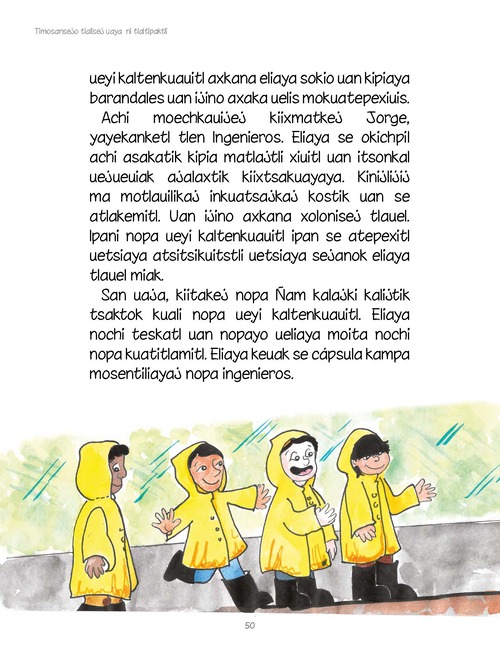 Timosansejo tlalijej uaya ni tlaltipaktli
ueyi kaltenkuauitl axkana eliaya sokio uan kipiaya
barandales uan ijino axaka uelis mokuatepexiuis.
Achi moechkauijej kiixmatkej Jorge,
yayekanketl tlen Ingenieros. Eliaya se okichpil
achi asakatik kipia matlajtli xiuitl uan itsonkal
uejueuiak ajalaxtik kiixtsakuayaya. Kinijlijij
ma motlauilikaj inkuatsajkaj kostik uan se
atlakemitl. Uan ijino axkana xolonijej tlauel.
Ipani nopa ueyi kaltenkuauitl ipan se atepexitl
uetsiaya atsitsikuitstli uetsiaya sejanok eliaya
tlauel miak.
San uaja, kiitakej nopa Ñam kalajki kalijtik
tsaktok kuali nopa ueyi kaltenkuauitl. Eliaya
nochi teskatl uan nopayo ueliaya moita nochi
nopa kuatitlamitl. Eliaya keuak se cápsula kampa
mosentiliayaj nopa ingenieros.
50